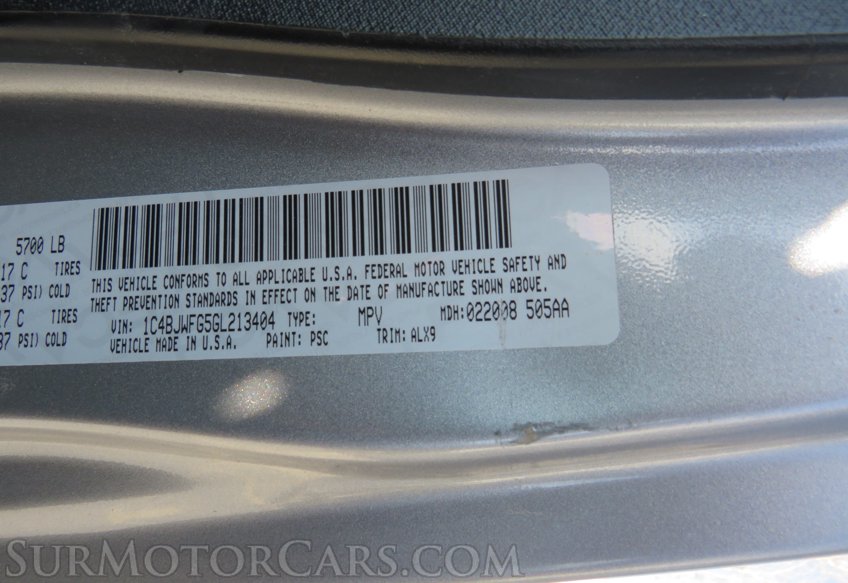 5700 LB
THIS VEHICLE CONFORMS TO ALL APPLICABLE U.S.A. FEDERAL MOTOR VEHICLE SAFETY AND
THEFT PREVENTION STANDARDS IN EFFECT ON THE DATE OF MANUFACTURE SHOWN ABOVE.
17 C TIRES
37 PSI) COLD
17 C TIRES
37 PSI) COLD
VIN: 1C4BJWFG5GL213404 TYPE: MPV MDH:022008 505AA
VEHICLE MADE IN U.S.A. PAINT: PSC TRIM: ALX9
SURMOTORCARS.COM